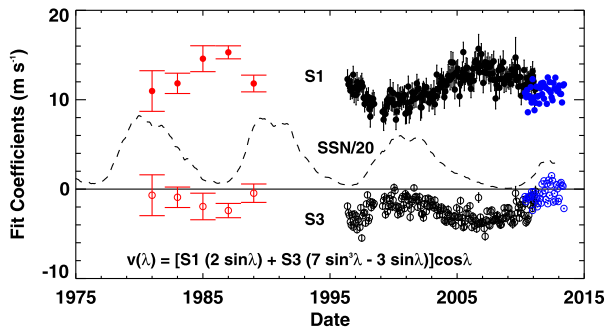 Fit Coefficients (m s⁻¹)
20
10
0
-10
S1
SSN/20
S3
v(λ) = [S1 (2 sinλ) + S3 (7 sin³λ - 3 sinλ)]cosλ
1975
1985
1995
2005
2015
Date